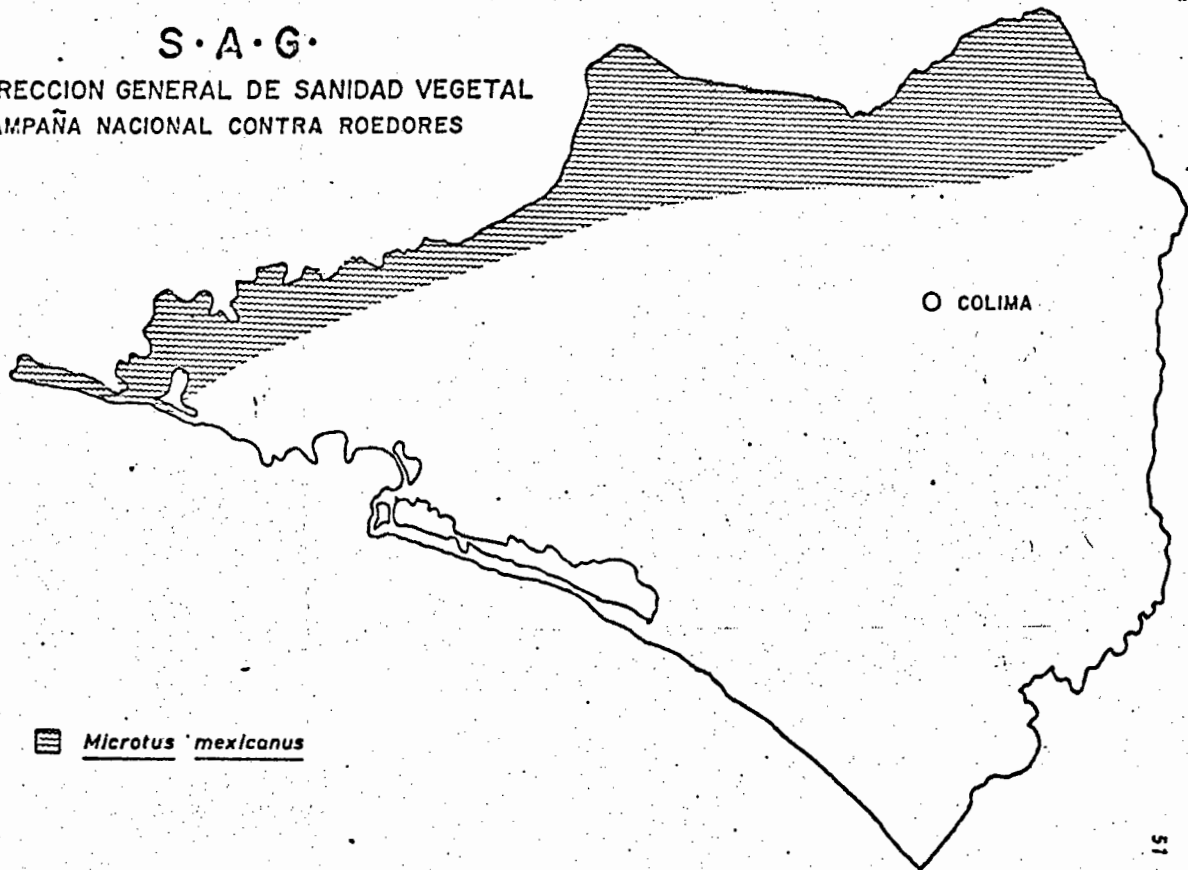 S·A·G·
RECCION GENERAL DE SANIDAD VEGETAL
AMPAÑA NACIONAL CONTRA ROEDORES
COLIMA
Microtus mexicanus
51